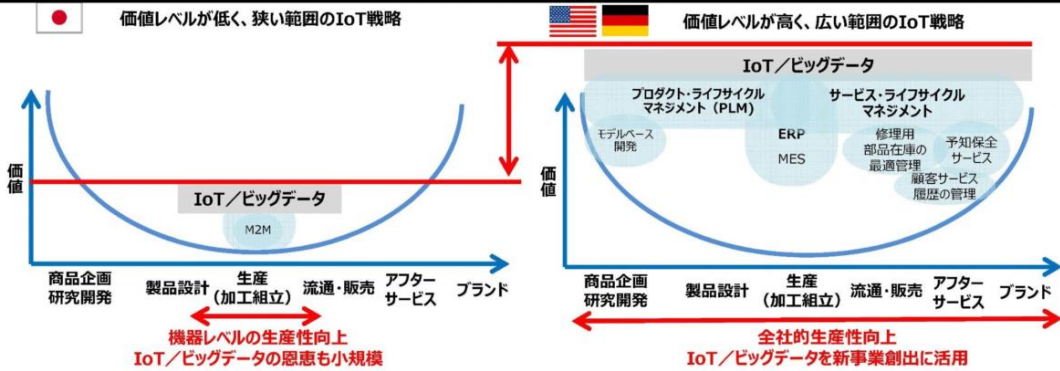 価値レベルが低く、狭い範囲のIoT戦略
価値
IoT／ビッグデータ
M2M
商品企画
研究開発
製品設計
生産
(加工組立)
流通・販売
アフター
サービス
ブランド
機器レベルの生産性向上
IoT／ビッグデータの恩恵も小規模
価値レベルが高く、広い範囲のIoT戦略
価値
IoT／ビッグデータ
プロダクト・ライフサイクル
マネジメント（PLM）
サービス・ライフサイクル
マネジメント
モデルベース
開発
ERP
MES
修理用
部品在庫の
最適管理
予知保全
サービス
顧客サービス
履歴の管理
商品企画
研究開発
製品設計
生産
(加工組立)
流通・販売
アフター
サービス
ブランド
全社的生産性向上
IoT／ビッグデータを新事業創出に活用